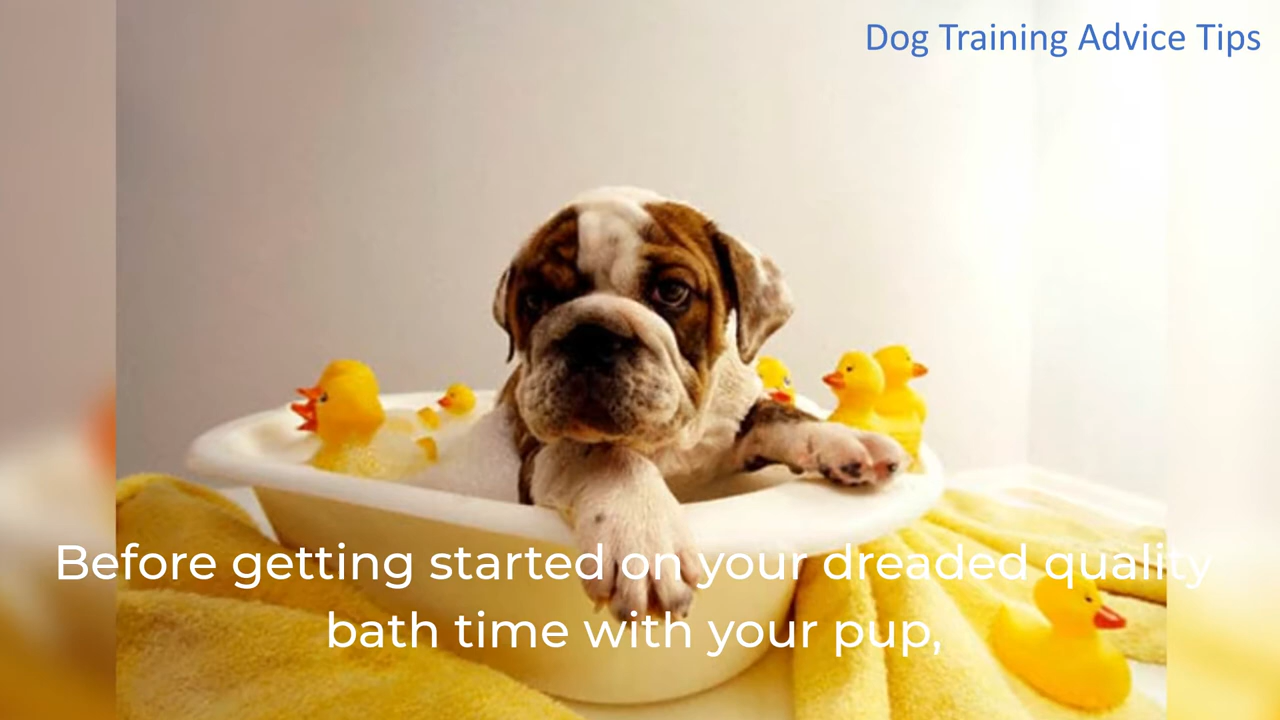 Dog Training Advice Tips
Before getting started on your dreaded quality
bath time with your pup,